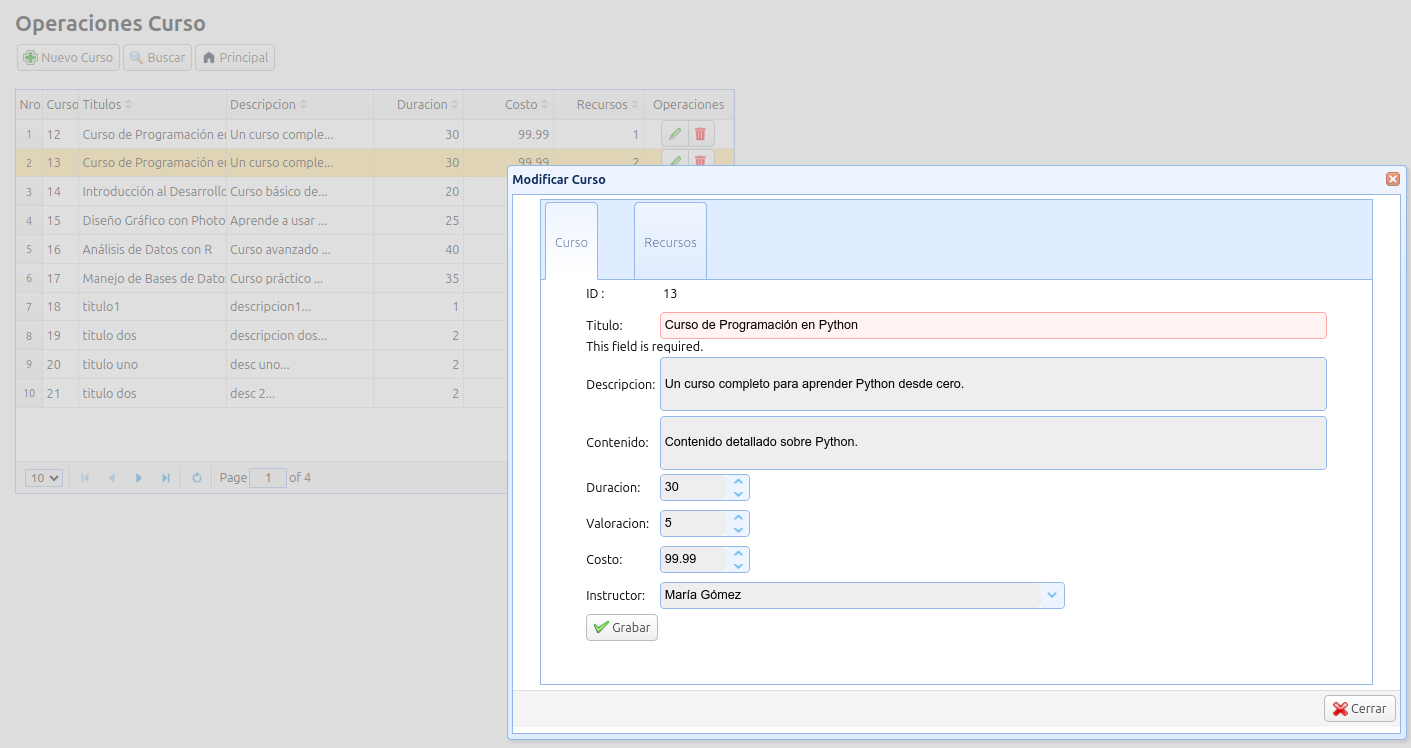 Operaciones Curso
Nuevo Curso Buscar Principal
Nro Curso Titulos Descripcion Duracion Costo Recursos Operaciones
1 12 Curso de Programación en Un curso comple... 30 99.99 1
2 13 Curso de Programación en Un curso comple... 30 99.99 2
3 14 Introducción al Desarrollo Curso básico de... 20
4 15 Diseño Gráfico con Photo Aprende a usar ... 25
5 16 Análisis de Datos con R Curso avanzado ... 40
6 17 Manejo de Bases de Datos Curso práctico ... 35
7 18 titulo1 descripcion1... 1
8 19 titulo dos descripcion dos... 2
9 20 titulo uno desc uno... 2
10 21 titulo dos desc 2... 2
10 Page 1 of 4
Modificar Curso
Curso Recursos
ID : 13
Titulo: Curso de Programación en Python
This field is required.
Descripcion: Un curso completo para aprender Python desde cero.
Contenido: Contenido detallado sobre Python.
Duracion: 30
Valoracion: 5
Costo: 99.99
Instructor: María Gómez
Grabar
Cerrar